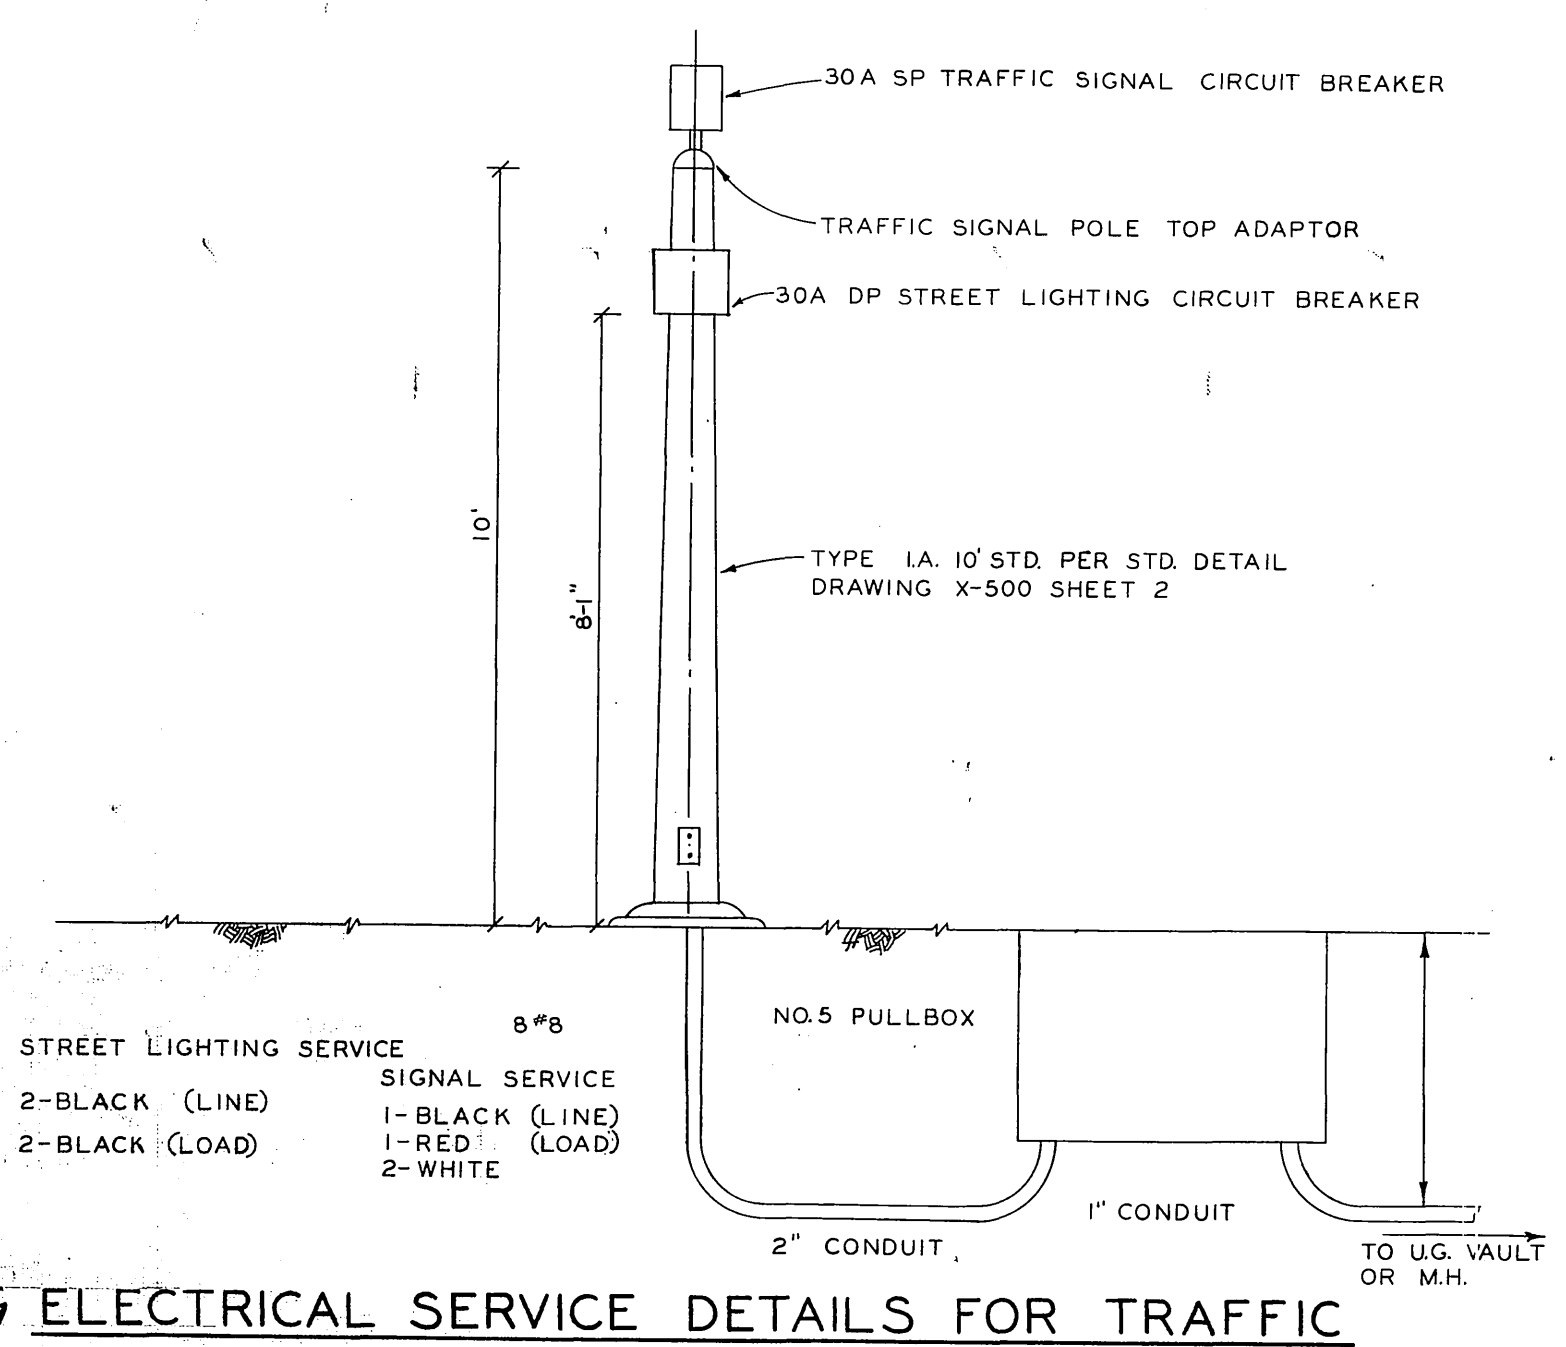 30A SP TRAFFIC SIGNAL CIRCUIT BREAKER
TRAFFIC SIGNAL POLE TOP ADAPTOR
30A DP STREET LIGHTING CIRCUIT BREAKER
10'
8'-1"
TYPE I.A. 10' STD. PER STD. DETAIL
DRAWING X-500 SHEET 2
NO.5 PULLBOX
8#8
STREET LIGHTING SERVICE
2-BLACK (LINE)
2-BLACK (LOAD)
SIGNAL SERVICE
1-BLACK (LINE)
1-RED (LOAD)
2-WHITE
1" CONDUIT
2" CONDUIT
TO U.G. VAULT
OR M.H.
ELECTRICAL SERVICE DETAILS FOR TRAFFIC